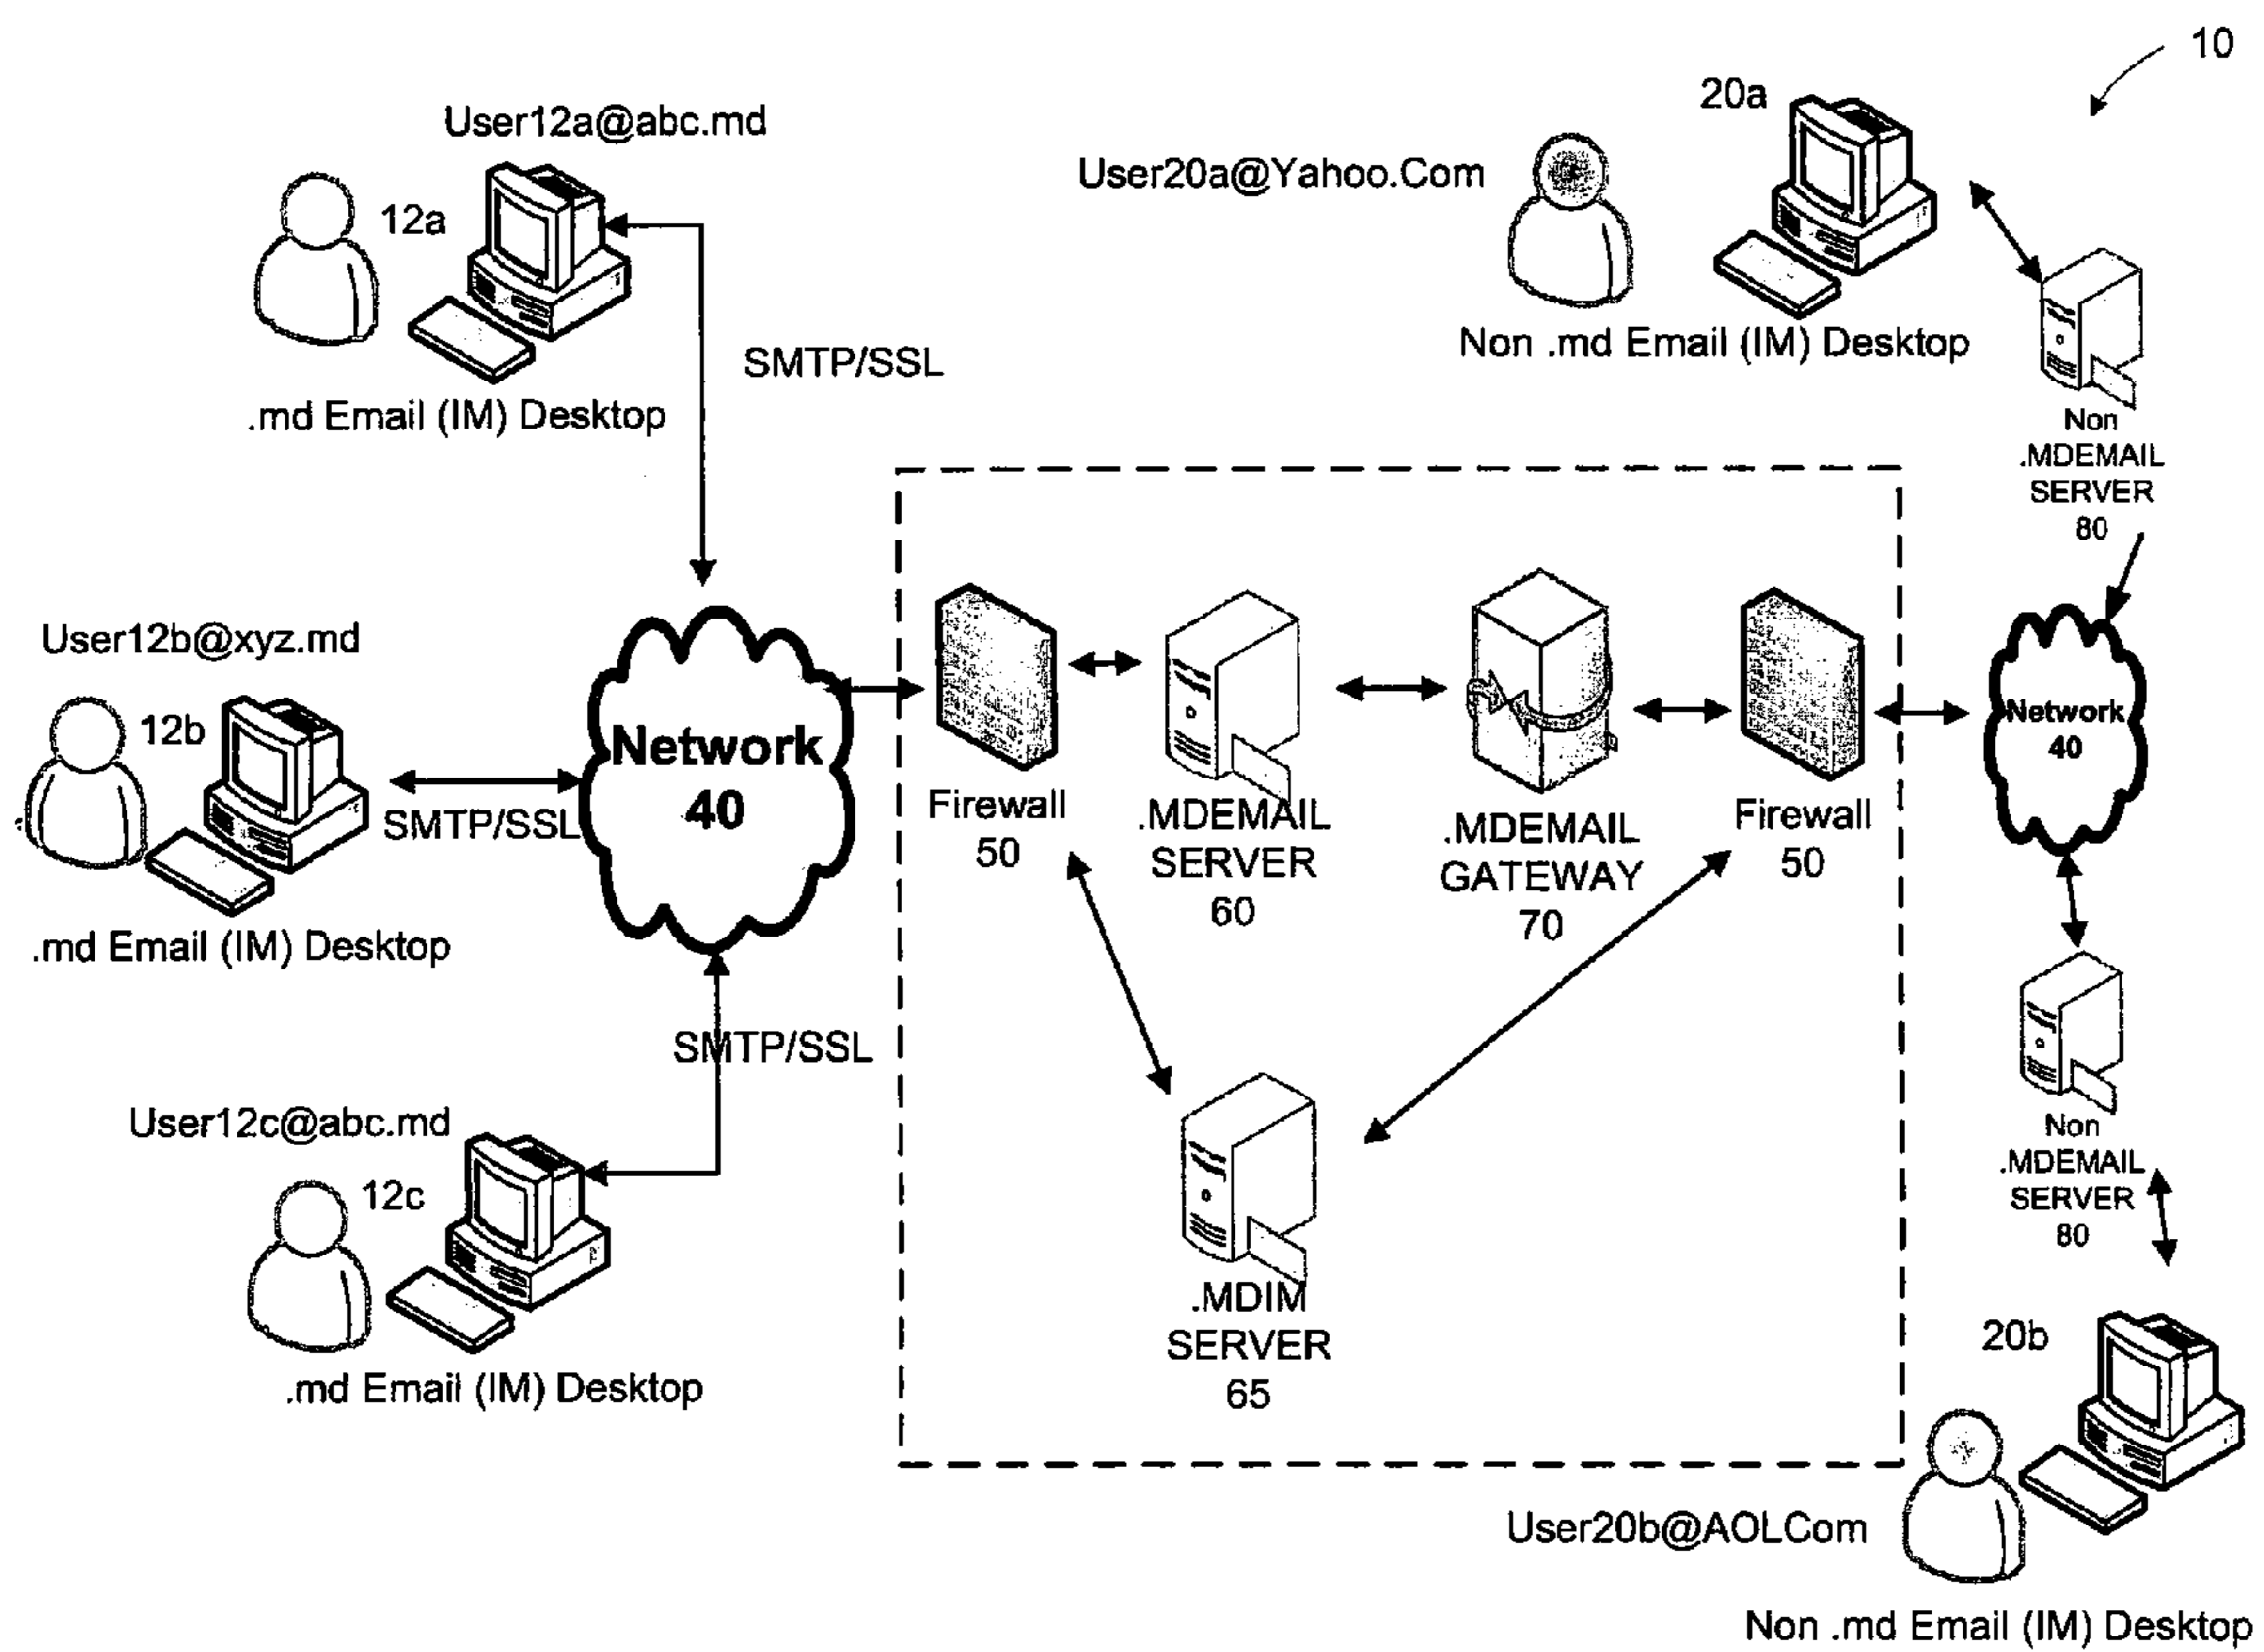 10
20a
User12a@abc.md
User20a@Yahoo.Com
12a
Non .md Email (IM) Desktop
SMTP/SSL
.md Email (IM) Desktop
Non
.MDEMAIL
SERVER
80
User12b@xyz.md
12b
Network
40
SMTP/SSL
.md Email (IM) Desktop
Firewall
50
.MDEMAIL
SERVER
60
.MDEMAIL
GATEWAY
70
Firewall
50
Network
40
SMTP/SSL
User12c@abc.md
12c
.md Email (IM) Desktop
.MDIM
SERVER
65
Non
.MDEMAIL
SERVER
80
20b
User20b@AOLCom
Non .md Email (IM) Desktop